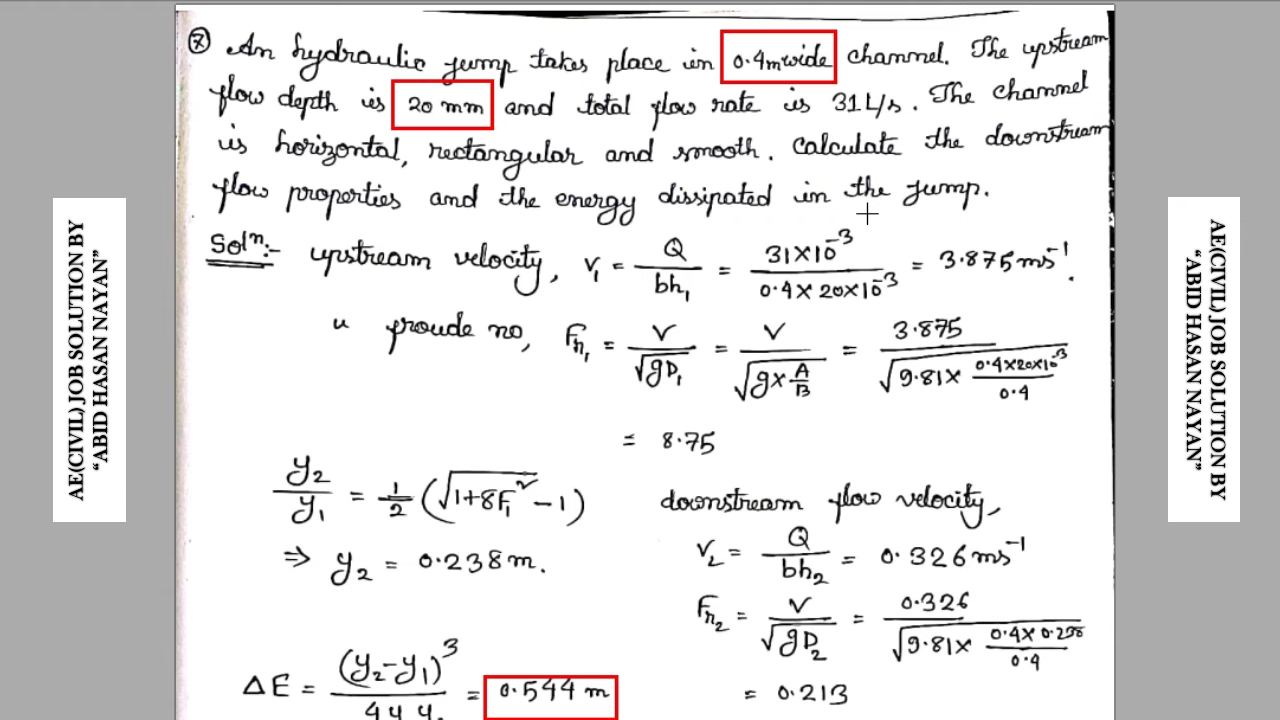 ⑦ An hydraulic jump takes place in 0.4m wide channel. The upstream
flow depth is 20 mm and total flow rate is 31 L/s. The channel
is horizontal, rectangular and smooth. Calculate the downstream
flow properties and the energy dissipated in the jump.
Solⁿ:- upstream velocity, V₁ = Q / bh₁ = 31×10⁻³ / 0.4×20×10⁻³ = 3.875 ms⁻¹.
" froude no, Fr₁ = V / √gD₁ = V / √(g×A/B) = 3.875 / √(9.81× 0.4×20×10⁻³ / 0.4)
= 8.75
y₂/y₁ = 1/2 (√(1+8F₁²) -1)
⇒ y₂ = 0.238 m.
downstream flow velocity,
V₂ = Q / bh₂ = 0.326 ms⁻¹
Fr₂ = V / √gD₂ = 0.326 / √(9.81× 0.4×0.238 / 0.4)
= 0.213
ΔE = (y₂-y₁)³ / 4y y. = 0.544 m
AE(CIVIL) JOB SOLUTION BY
“ABID HASAN NAYAN”
AE(CIVIL) JOB SOLUTION BY
“ABID HASAN NAYAN”